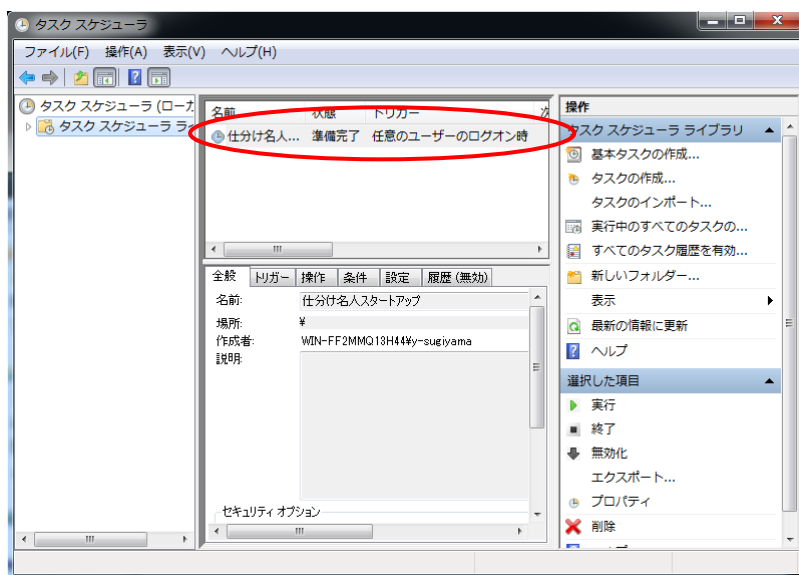 タスク スケジューラ
ファイル(F) 操作(A) 表示(V) ヘルプ(H)
タスク スケジューラ (ローカ
タスク スケジューラ ライ
名前 状態 トリガー 次
仕分け名人... 準備完了 任意のユーザーのログオン時
全般 トリガー 操作 条件 設定 履歴 (無効)
名前: 仕分け名人スタートアップ
場所: ¥
作成者: WIN-FF2MMQ13H44¥y-sugiyama
説明:
セキュリティ オプション
操作
タスク スケジューラ ライブラリ
基本タスクの作成...
タスクの作成...
タスクのインポート...
実行中のすべてのタスクの...
すべてのタスク履歴を有効...
新しいフォルダー...
表示
最新の情報に更新
ヘルプ
選択した項目
実行
終了
無効化
エクスポート...
プロパティ
削除